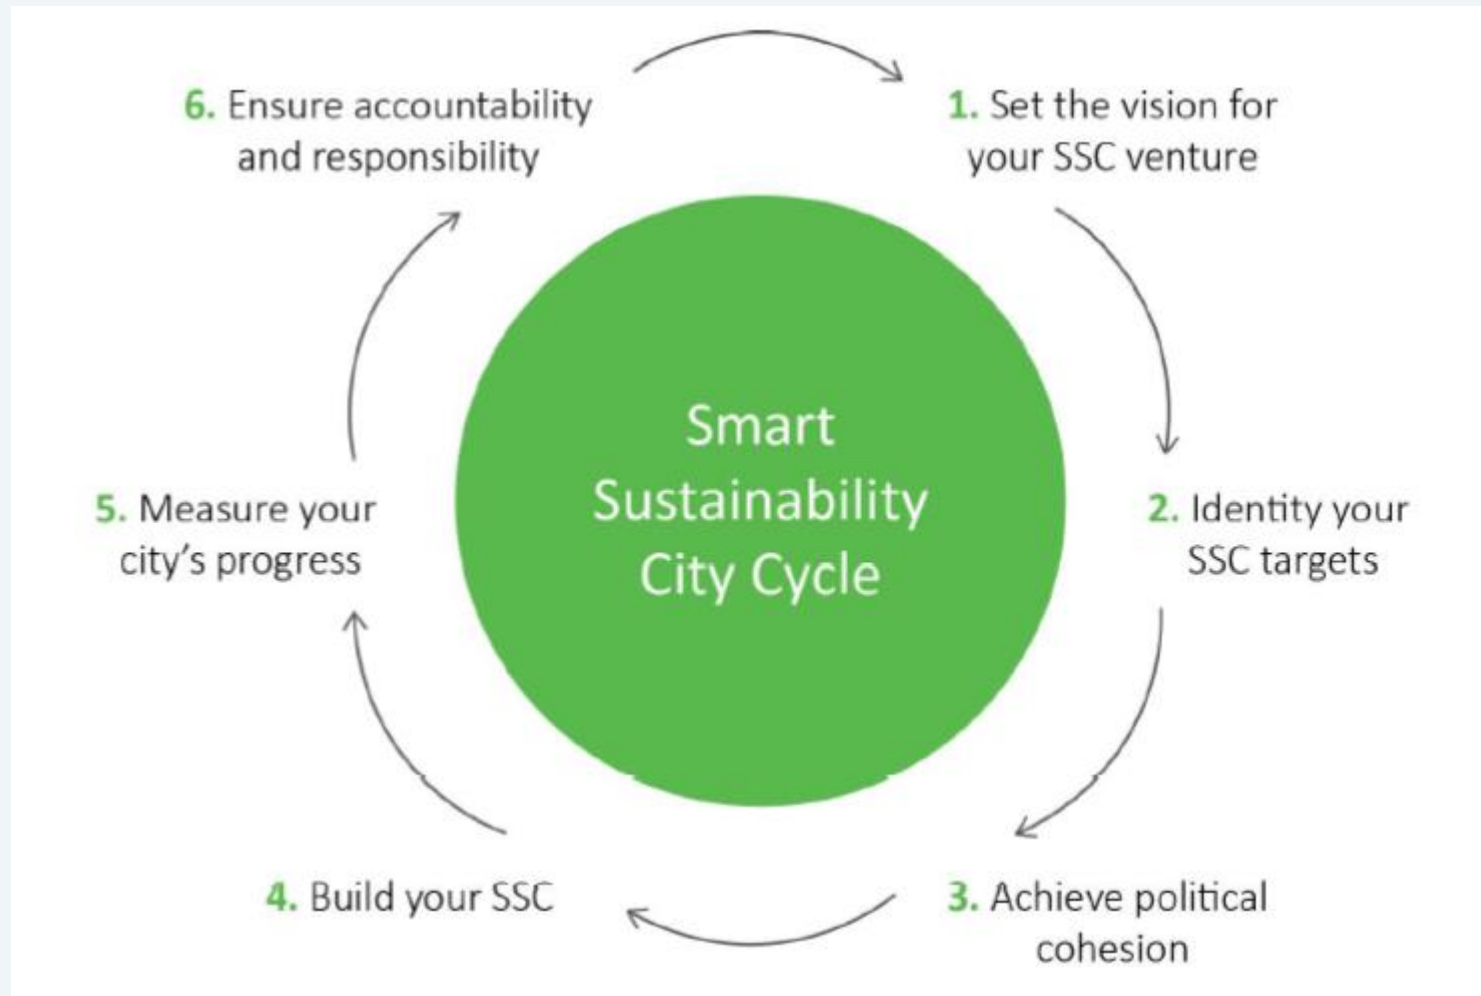 Smart
Sustainability
City Cycle
1. Set the vision for
your SSC venture
2. Identity your
SSC targets
3. Achieve political
cohesion
4. Build your SSC
5. Measure your
city's progress
6. Ensure accountability
and responsibility